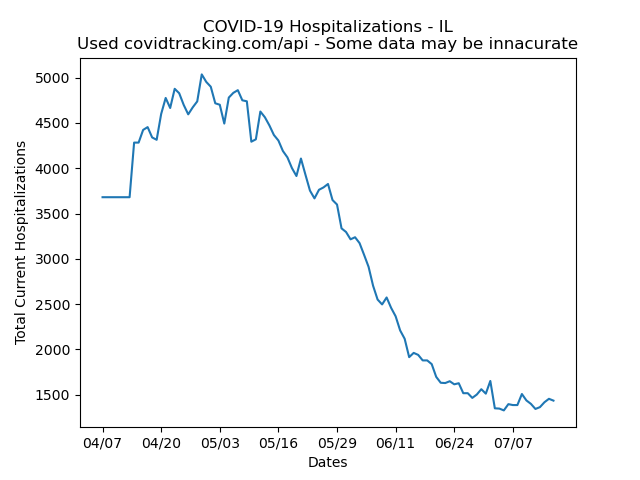 COVID-19 Hospitalizations - IL
Used covidtracking.com/api - Some data may be innacurate
Total Current Hospitalizations
5000
4500
4000
3500
3000
2500
2000
1500
04/07 04/20 05/03 05/16 05/29 06/11 06/24 07/07
Dates